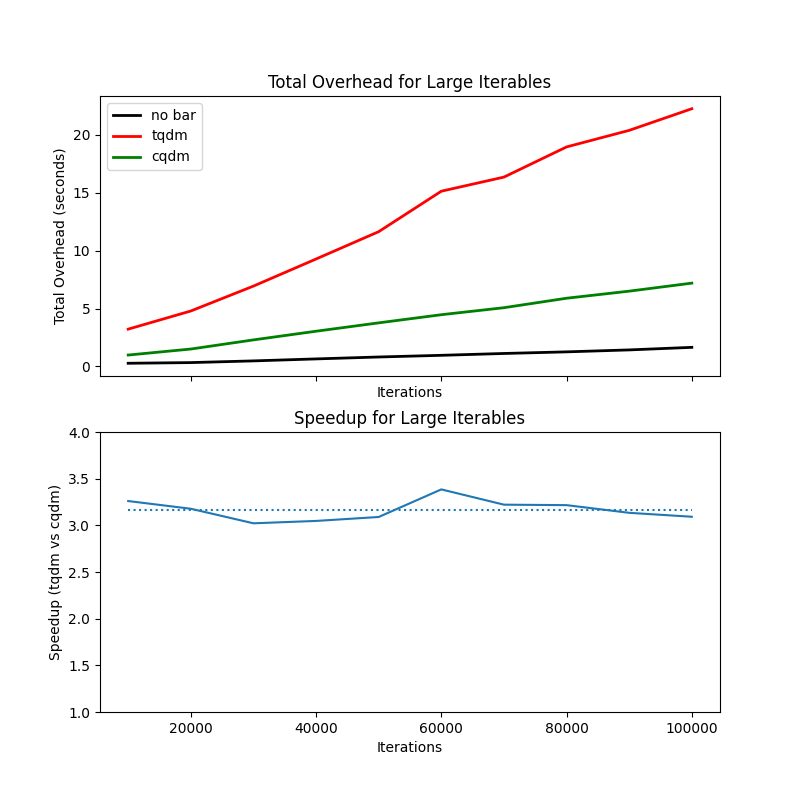 Total Overhead for Large Iterables
no bar
tqdm
cqdm
Total Overhead (seconds)
20
15
10
5
0
Iterations
Speedup for Large Iterables
Speedup (tqdm vs cqdm)
4.0
3.5
3.0
2.5
2.0
1.5
1.0
20000 40000 60000 80000 100000
Iterations